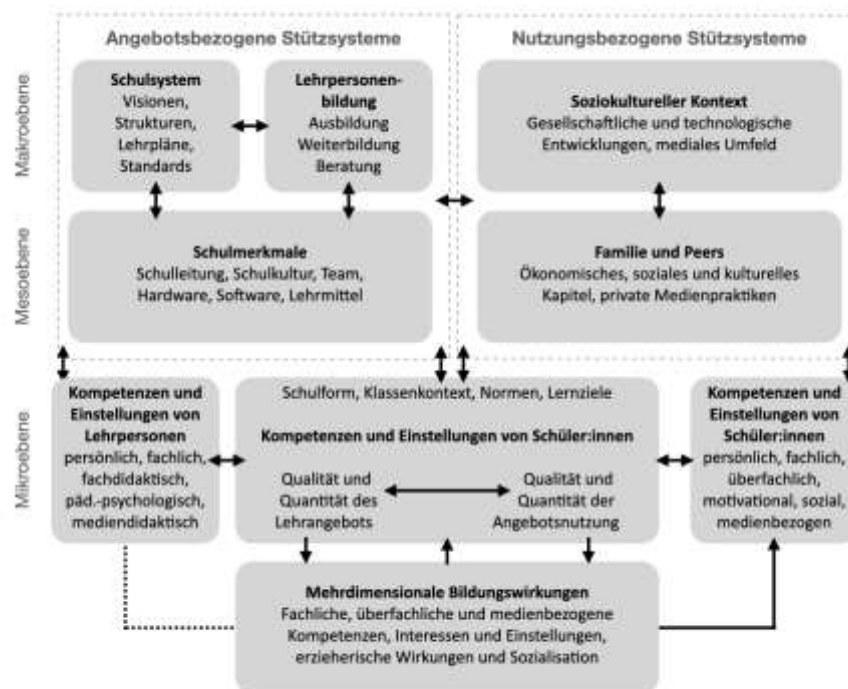 Angebotsbezogene Stützsysteme
Nutzungsbezogene Stützsysteme
Makroebene
Schulsystem
Visionen,
Strukturen,
Lehrpläne,
Standards
Lehrpersonen-
bildung
Ausbildung
Weiterbildung
Beratung
Soziokultureller Kontext
Gesellschaftliche und technologische
Entwicklungen, mediales Umfeld
Mesoebene
Schulmerkmale
Schulleitung, Schulkultur, Team,
Hardware, Software, Lehrmittel
Familie und Peers
Ökonomisches, soziales und kulturelles
Kapitel, private Medienpraktiken
Mikroebene
Kompetenzen und
Einstellungen von
Lehrpersonen
persönlich, fachlich,
fachdidaktisch,
päd.-psychologisch,
mediendidaktisch
Schulform, Klassenkontext, Normen, Lernziele
Kompetenzen und Einstellungen von Schüler:innen
Qualität und
Quantität des
Lehrangebots
Qualität und
Quantität der
Angebotsnutzung
Kompetenzen und
Einstellungen von
Schüler:innen
persönlich, fachlich,
überfachlich,
motivational, sozial,
medienbezogen
Mehrdimensionale Bildungswirkungen
Fachliche, überfachliche und medienbezogene
Kompetenzen, Interessen und Einstellungen,
erzieherische Wirkungen und Sozialisation